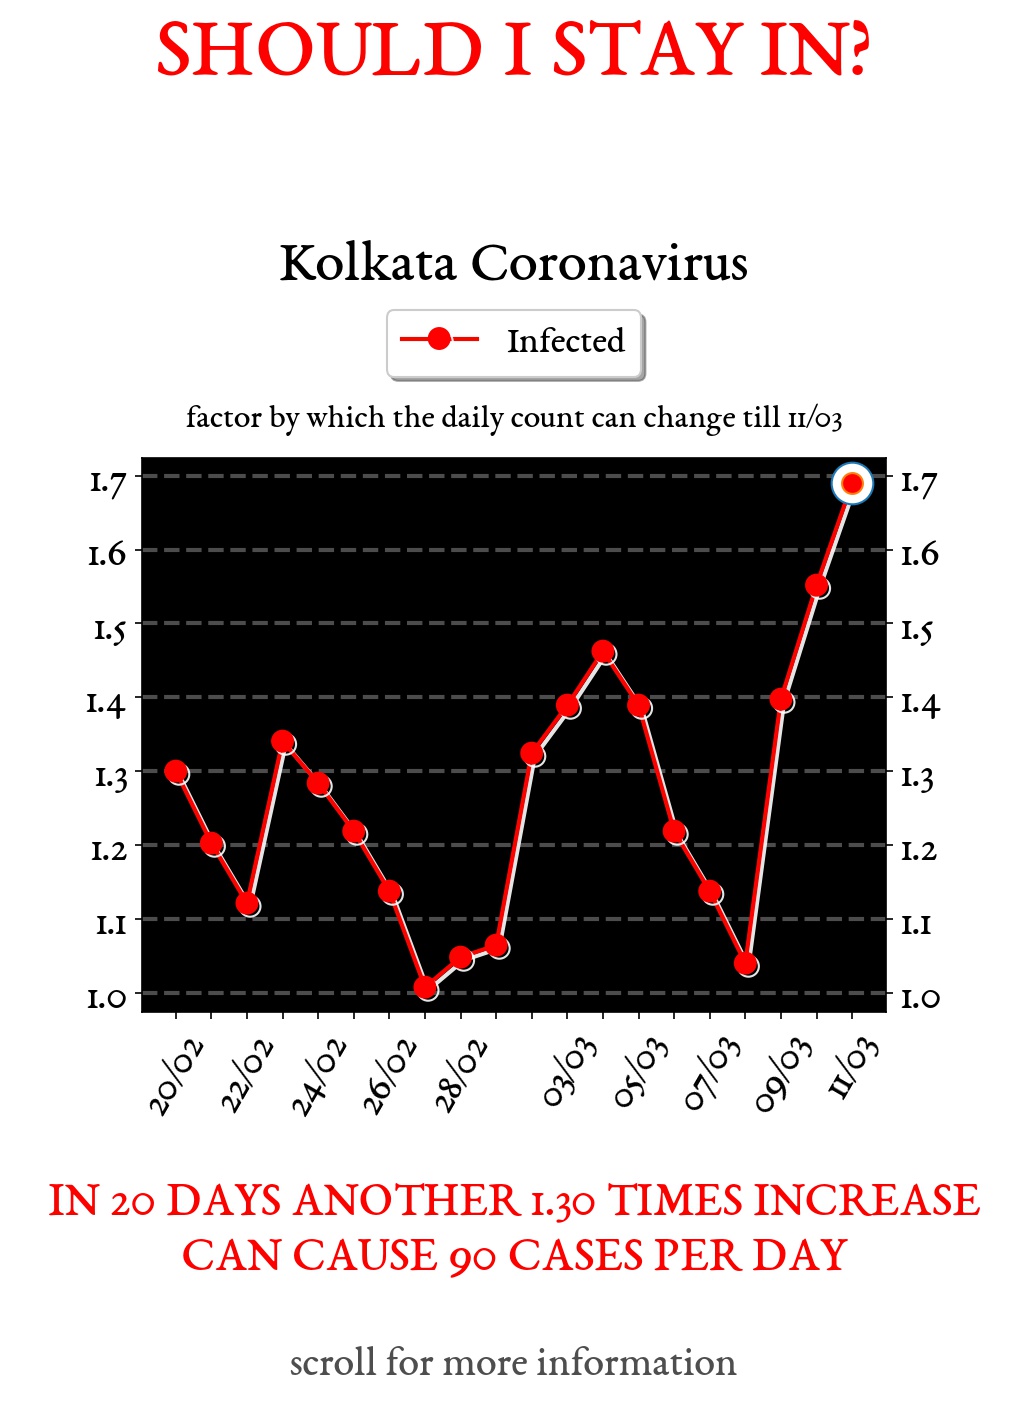 SHOULD I STAY IN?
Kolkata Coronavirus
Infected
factor by which the daily count can change till 11/03
1.7 1.7
1.6 1.6
1.5 1.5
1.4 1.4
1.3 1.3
1.2 1.2
1.1 1.1
1.0 1.0
20/02 22/02 24/02 26/02 28/02 03/03 05/03 07/03 09/03 11/03
IN 20 DAYS ANOTHER 1.30 TIMES INCREASE
CAN CAUSE 90 CASES PER DAY
scroll for more information